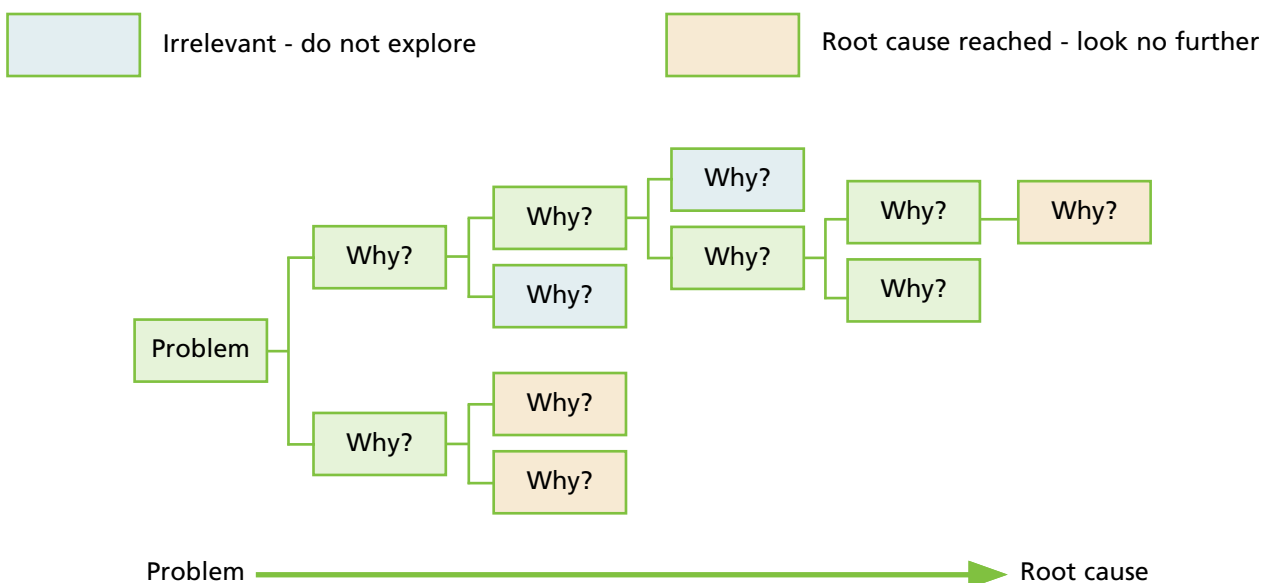 Irrelevant - do not explore
Root cause reached - look no further
Why?
Why?
Why?
Why?
Why?
Why?
Why?
Why?
Problem
Why?
Why?
Why?
Problem
Root cause